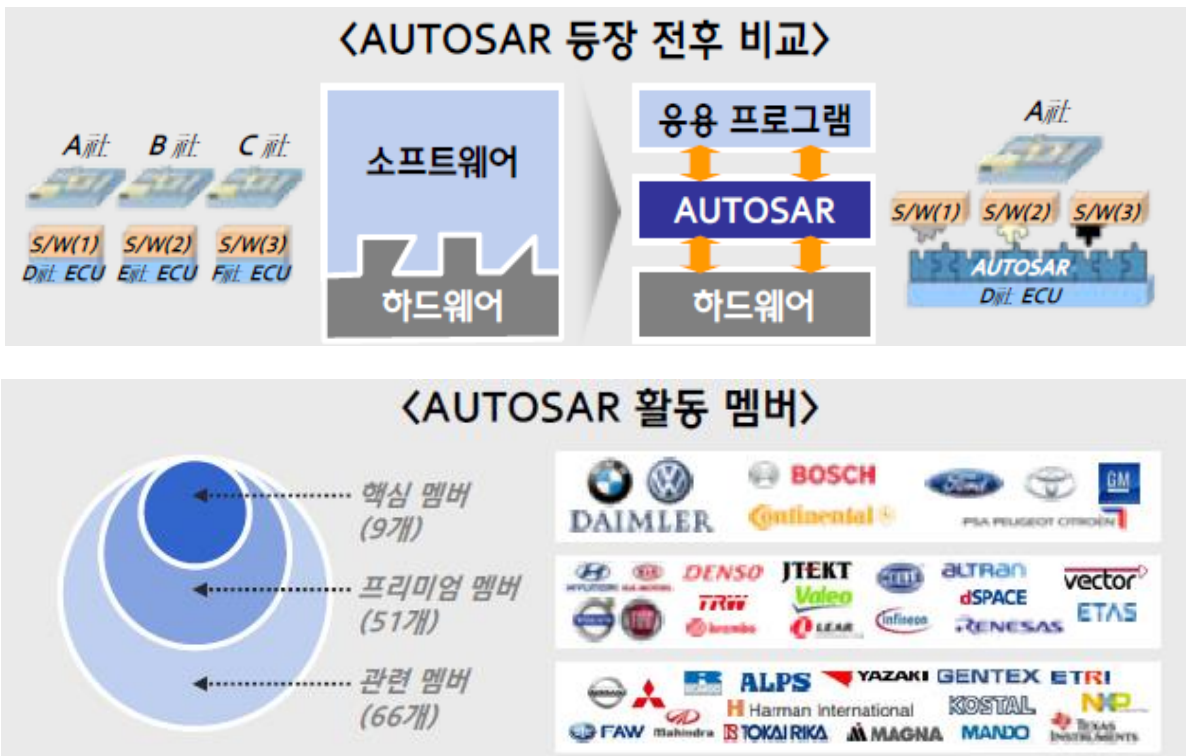 <AUTOSAR 등장 전후 비교>
A社 B社 C社
S/W(1) S/W(2) S/W(3)
D社 ECU E社 ECU F社 ECU
소프트웨어
하드웨어
응용 프로그램
AUTOSAR
하드웨어
A社
S/W(1) S/W(2) S/W(3)
AUTOSAR
D社 ECU
<AUTOSAR 활동 멤버>
핵심 멤버
(9개)
프리미엄 멤버
(51개)
관련 멤버
(66개)
BOSCH
Ford
GM
DAIMLER
Continental
PSA PEUGEOT CITROËN
HYUNDAI
DENSO
JTEKT
HELLA
altran
vector
TRW
Valeo
dSPACE
ETAS
VOLVO
FIAT
brembo
LEAR
infineon
RENESAS
NISSAN
ALPS
YAZAKI
GENTEX
ETRI
Harman International
KOSTAL
NXP
FAW
Mahindra
TOKAI RIKA
MAGNA
MANDO
TEXAS INSTRUMENTS